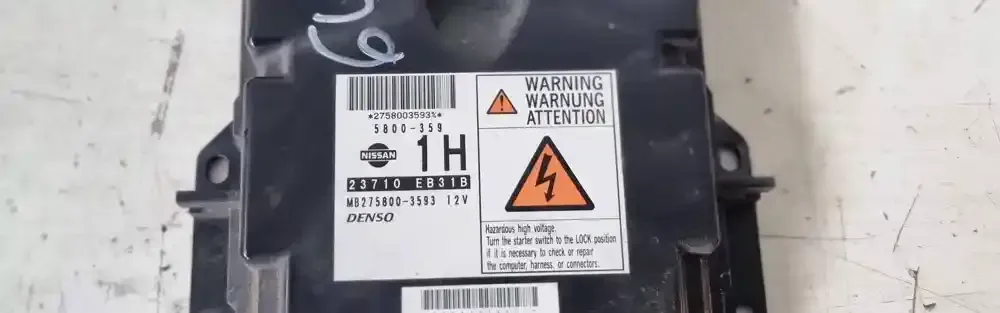 *2758003593%*
5800-359
NISSAN
1H
23710 EB31B
MB275800-3593 12V
DENSO
WARNING
WARNUNG
ATTENTION
Hazardous high voltage.
Turn the starter switch to the LOCK position
if it is necessary to check or repair
the computer, harness, or connectors.